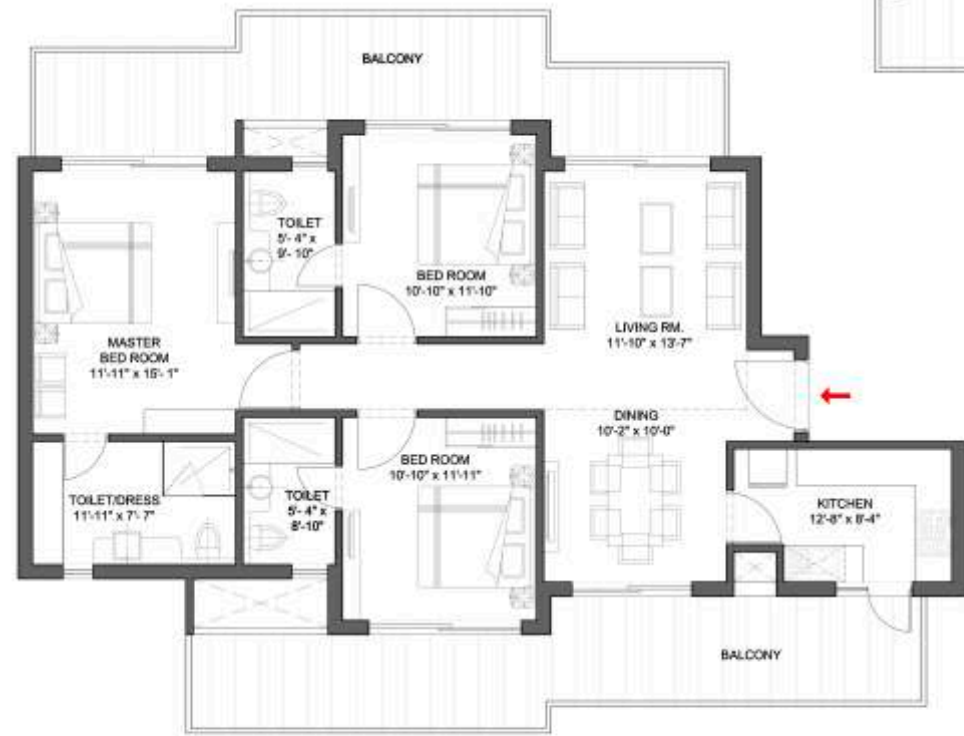 BALCONY
TOILET
5'- 4" x
9'- 10"
BED ROOM
10'-10" x 11'-10"
MASTER
BED ROOM
11'-11" x 15'- 1"
LIVING RM.
11'-10" x 13'-7"
DINING
10'-2" x 10'-0"
BED ROOM
10'-10" x 11'-11"
TOILET/DRESS
11'-11" x 7'- 7"
TOILET
5'- 4" x
8'-10"
KITCHEN
12'-8" x 8'-4"
BALCONY